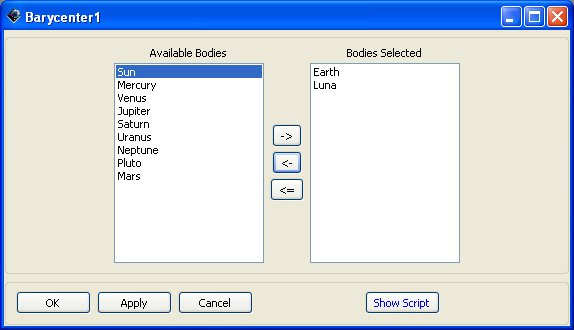 Barycenter1
Available Bodies
Sun
Mercury
Venus
Jupiter
Saturn
Uranus
Neptune
Pluto
Mars
->
<-
<=
Bodies Selected
Earth
Luna
OK
Apply
Cancel
Show Script